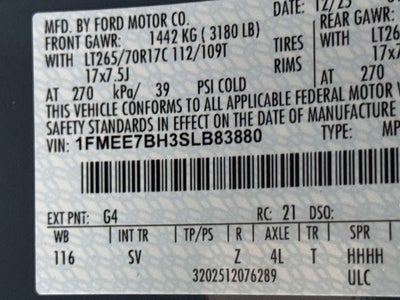 MFD. BY FORD MOTOR CO. DATE: 12/25
FRONT GAWR: 1442 KG ( 3180 LB) REAR GAWR:
WITH LT265/70R17C 112/109T TIRES WITH
17x7.5J RIMS 17x7.
AT 270 kPa/ 39 PSI COLD AT 270
THIS VEHICLE CONFORMS TO ALL APPLICABLE FEDERAL MOTOR
SAFETY STANDARDS IN EFFECT ON THE DATE OF
VIN: 1FMEE7BH3SLB83880 TYPE: MP
EXT PNT: G4 RC: 21 DSO:
WB INT TR TP/PS R AXLE TR SPR
116 SV Z 4L T HHHH
3202512076289 ULC